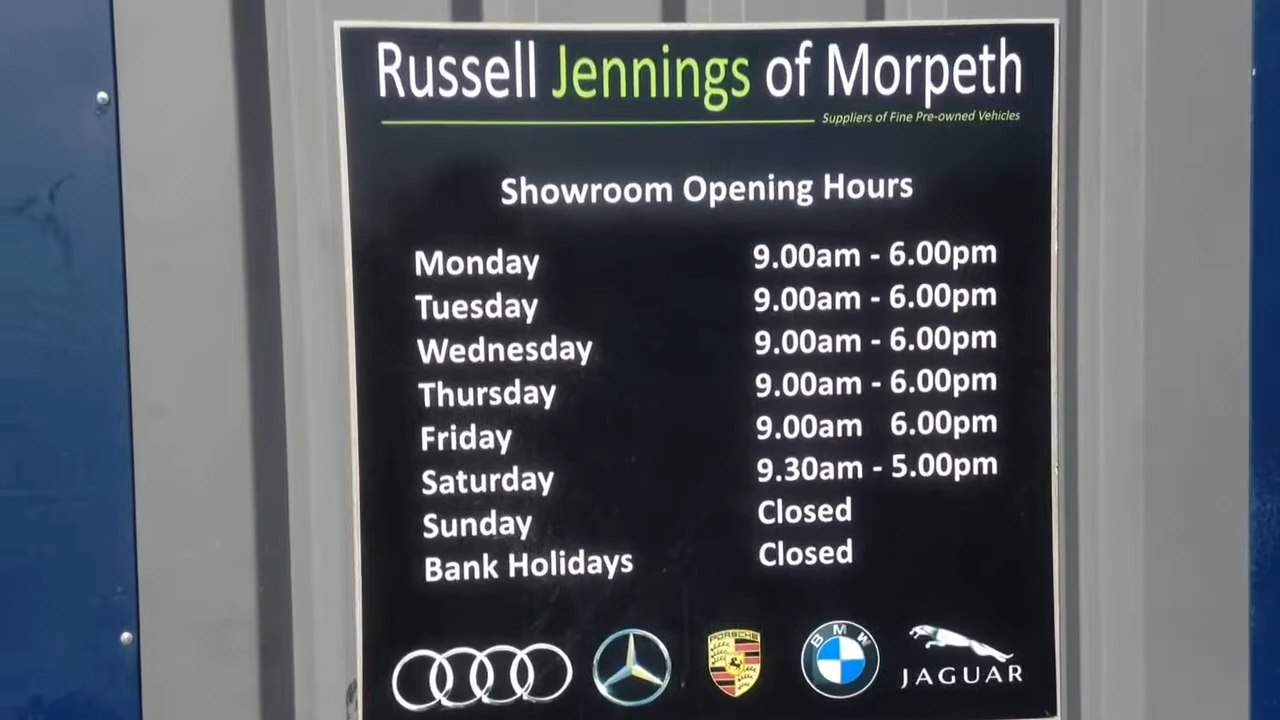 Russell Jennings of Morpeth
Suppliers of Fine Pre-owned Vehicles
Showroom Opening Hours
Monday 9.00am - 6.00pm
Tuesday 9.00am - 6.00pm
Wednesday 9.00am - 6.00pm
Thursday 9.00am - 6.00pm
Friday 9.00am 6.00pm
Saturday 9.30am - 5.00pm
Sunday Closed
Bank Holidays Closed
PORSCHE
BMW
JAGUAR